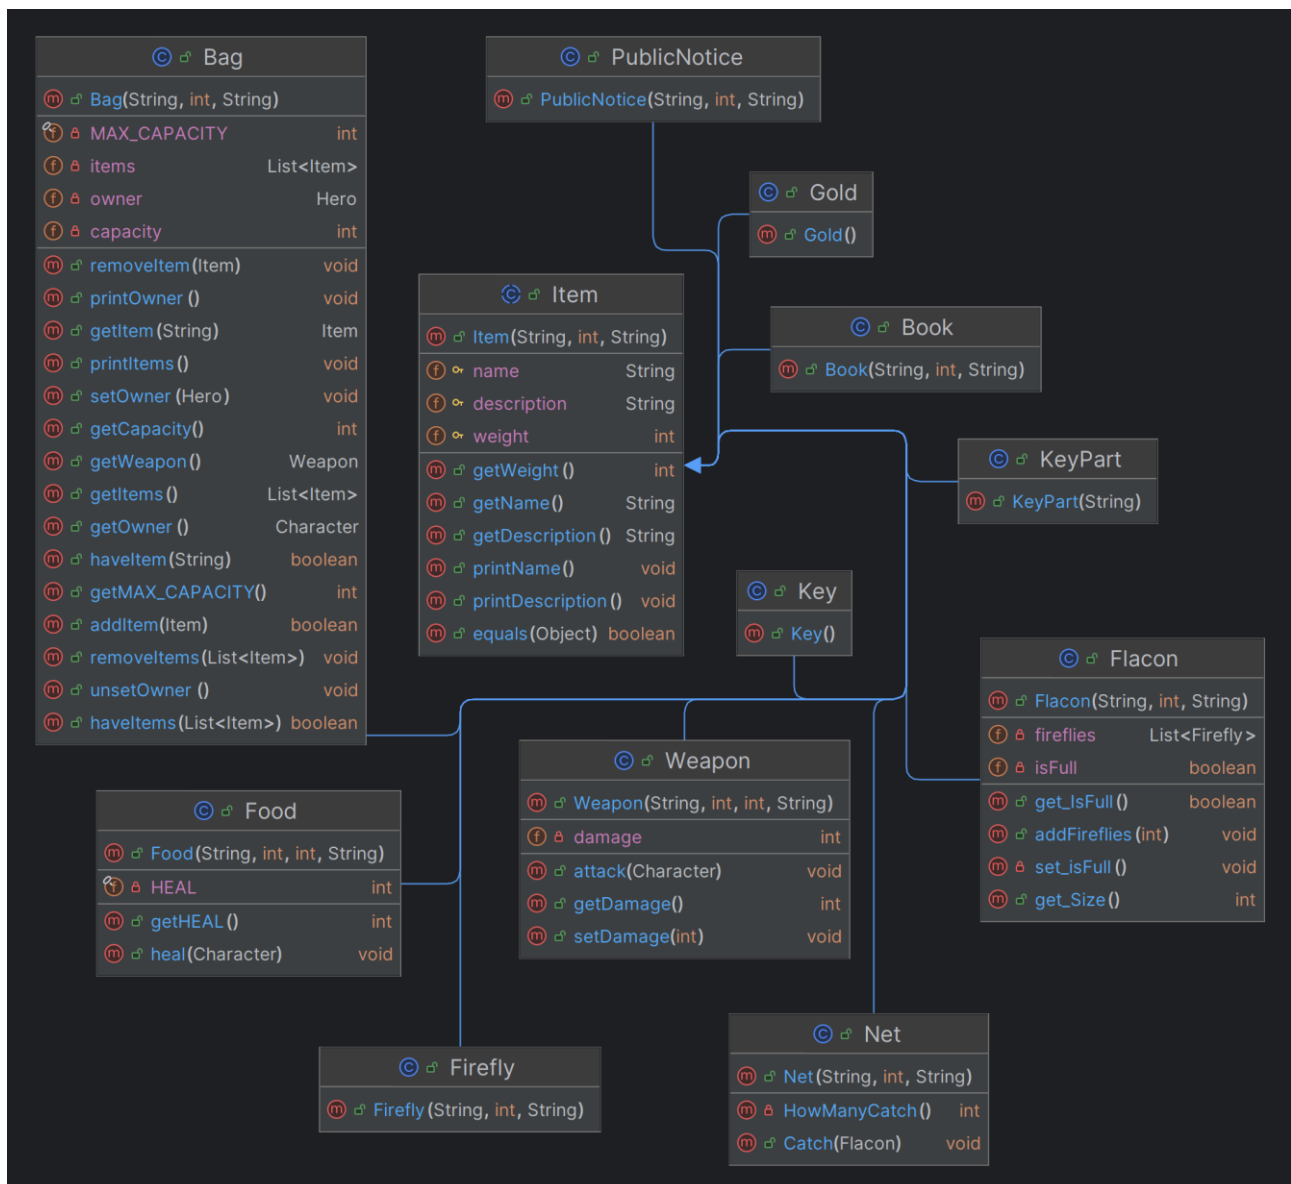 Bag
Bag(String, int, String)
MAX_CAPACITY int
items List<Item>
owner Hero
capacity int
removeItem(Item) void
printOwner() void
getItem(String) Item
printItems() void
setOwner(Hero) void
getCapacity() int
getWeapon() Weapon
getItems() List<Item>
getOwner() Character
haveItem(String) boolean
getMAX_CAPACITY() int
addItem(Item) boolean
removeItems(List<Item>) void
unsetOwner() void
haveItems(List<Item>) boolean
PublicNotice
PublicNotice(String, int, String)
Gold
Gold()
Item
Item(String, int, String)
name String
description String
weight int
getWeight() int
getName() String
getDescription() String
printName() void
printDescription() void
equals(Object) boolean
Book
Book(String, int, String)
KeyPart
KeyPart(String)
Key
Key()
Flacon
Flacon(String, int, String)
fireflies List<Firefly>
isFull boolean
get_IsFull() boolean
addFireflies(int) void
set_isFull() void
get_Size() int
Weapon
Weapon(String, int, int, String)
damage int
attack(Character) void
getDamage() int
setDamage(int) void
Food
Food(String, int, int, String)
HEAL int
getHEAL() int
heal(Character) void
Firefly
Firefly(String, int, String)
Net
Net(String, int, String)
HowManyCatch() int
Catch(Flacon) void